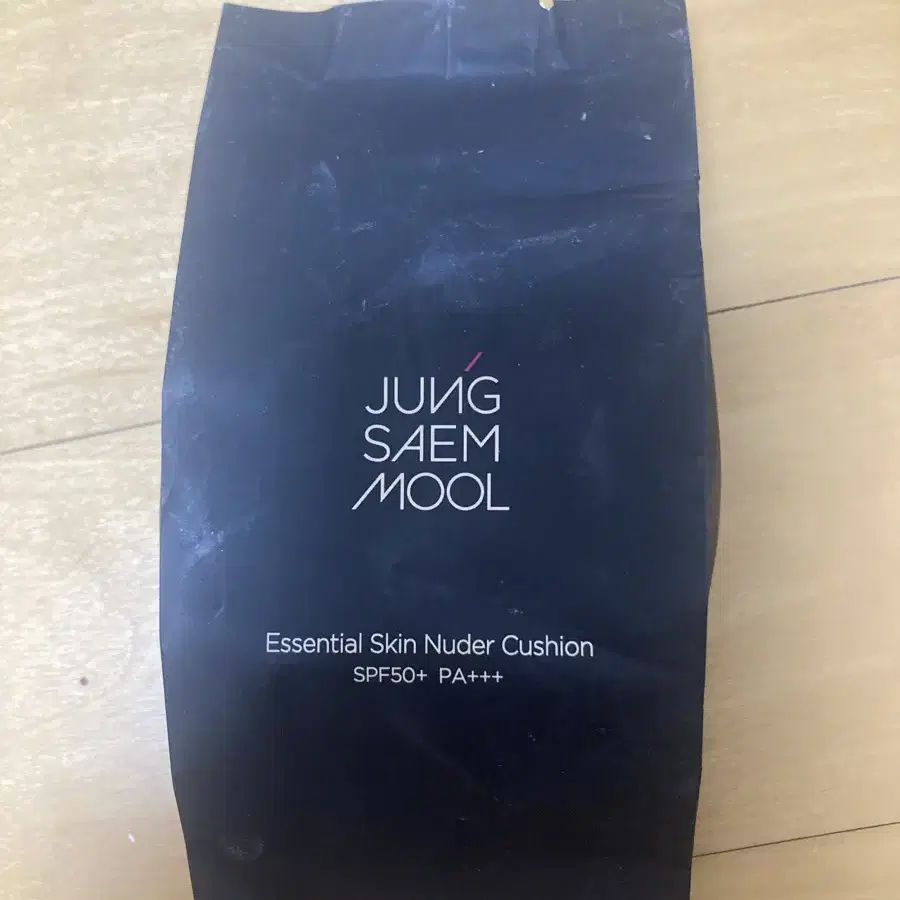 JUNG
SAEM
MOOL
Essential Skin Nuder Cushion
SPF50+ PA+++